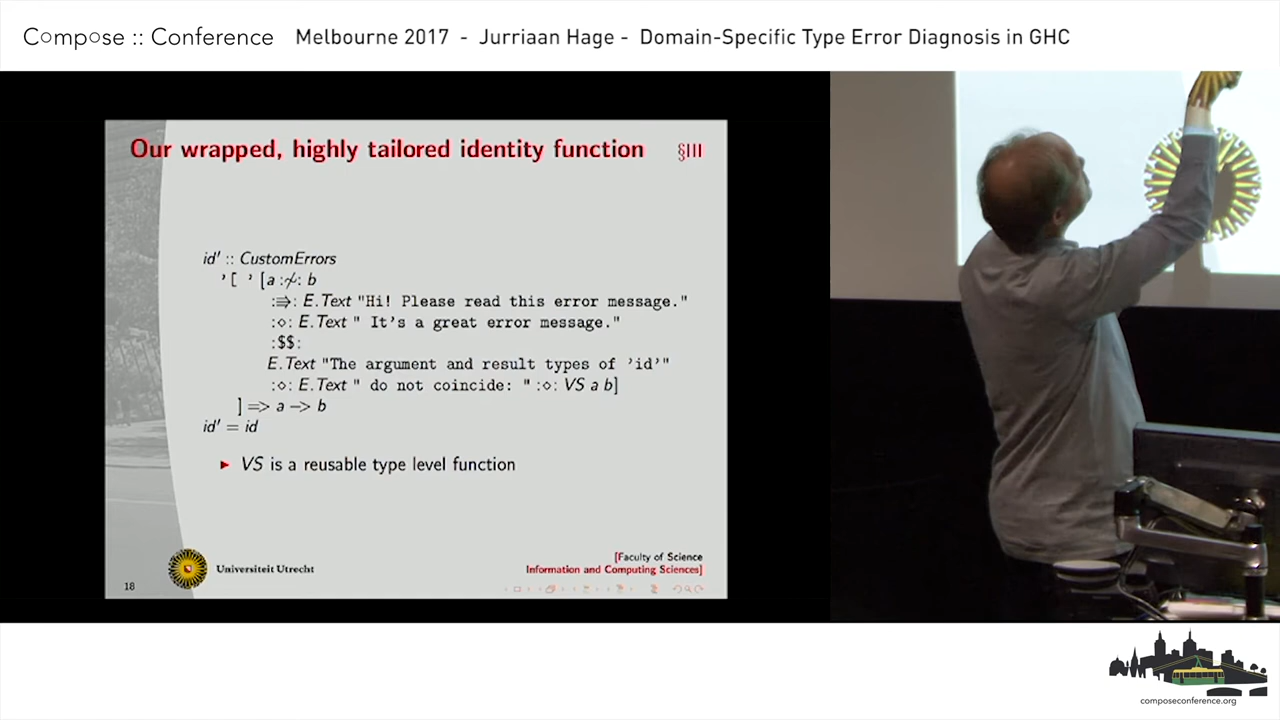 Compose :: Conference Melbourne 2017 - Jurriaan Hage - Domain-Specific Type Error Diagnosis in GHC
Our wrapped, highly tailored identity function §III
id′ :: CustomErrors
’[ ’[a :≁: b
:⇛: E.Text "Hi! Please read this error message."
:⋄: E.Text " It’s a great error message."
:$$:
E.Text "The argument and result types of ’id’"
:⋄: E.Text " do not coincide: " :⋄: VS a b]
] => a -> b
id′ = id
► VS is a reusable type level function
Universiteit Utrecht
[Faculty of Science
Information and Computing Sciences]
18
composeconference.org